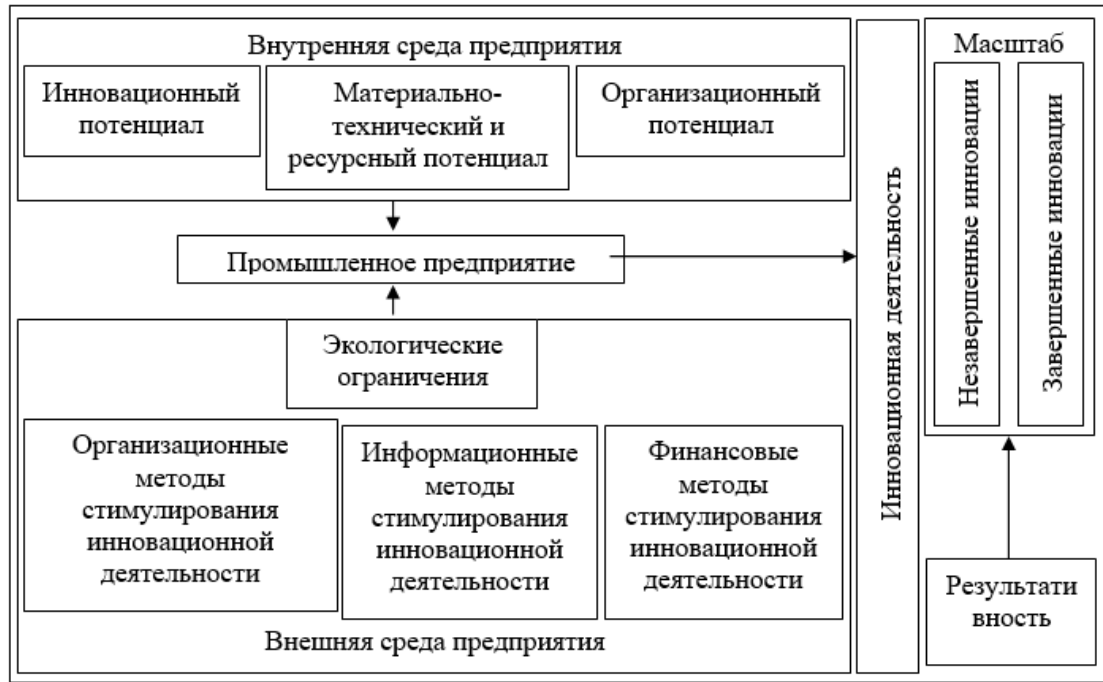 Внутренняя среда предприятия
Инновационный
потенциал
Материально-
технический и
ресурсный потенциал
Организационный
потенциал
Промышленное предприятие
Экологические
ограничения
Организационные
методы
стимулирования
инновационной
деятельности
Информационные
методы
стимулирования
инновационной
деятельности
Финансовые
методы
стимулирования
инновационной
деятельности
Внешняя среда предприятия
Инновационная деятельность
Масштаб
Незавершенные инновации
Завершенные инновации
Результати
вность